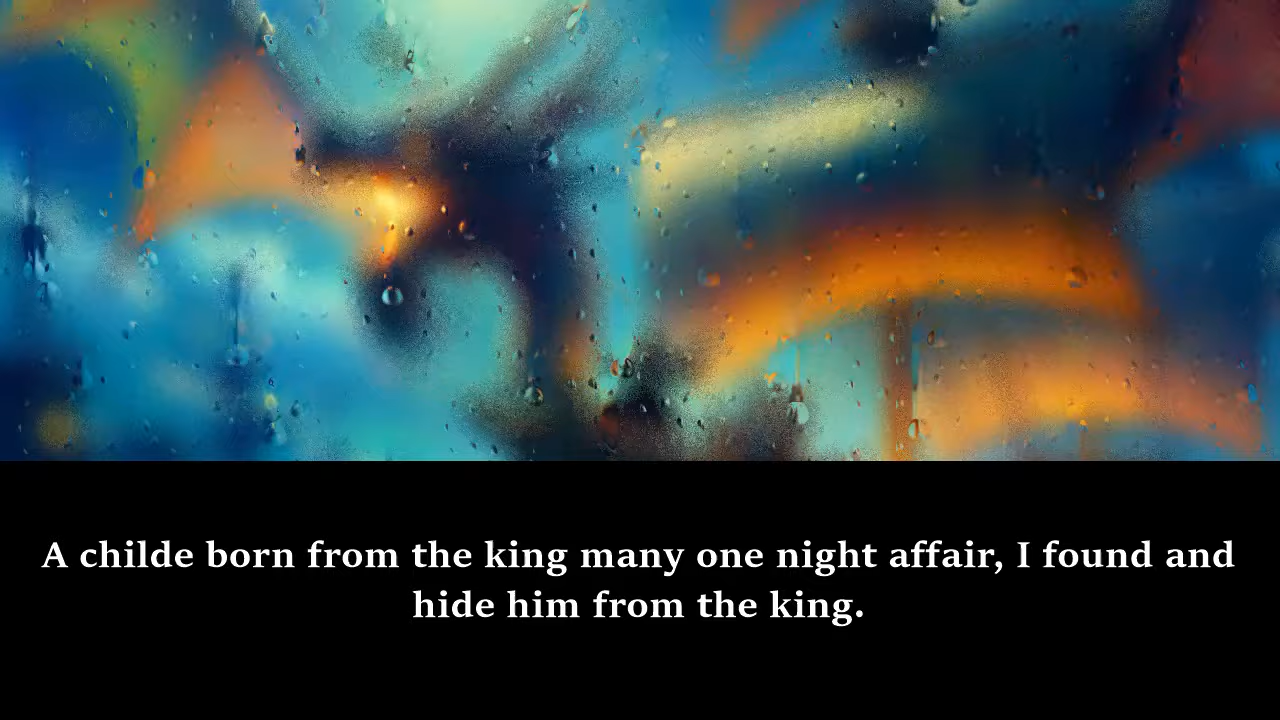 A childe born from the king many one night affair, I found and
hide him from the king.